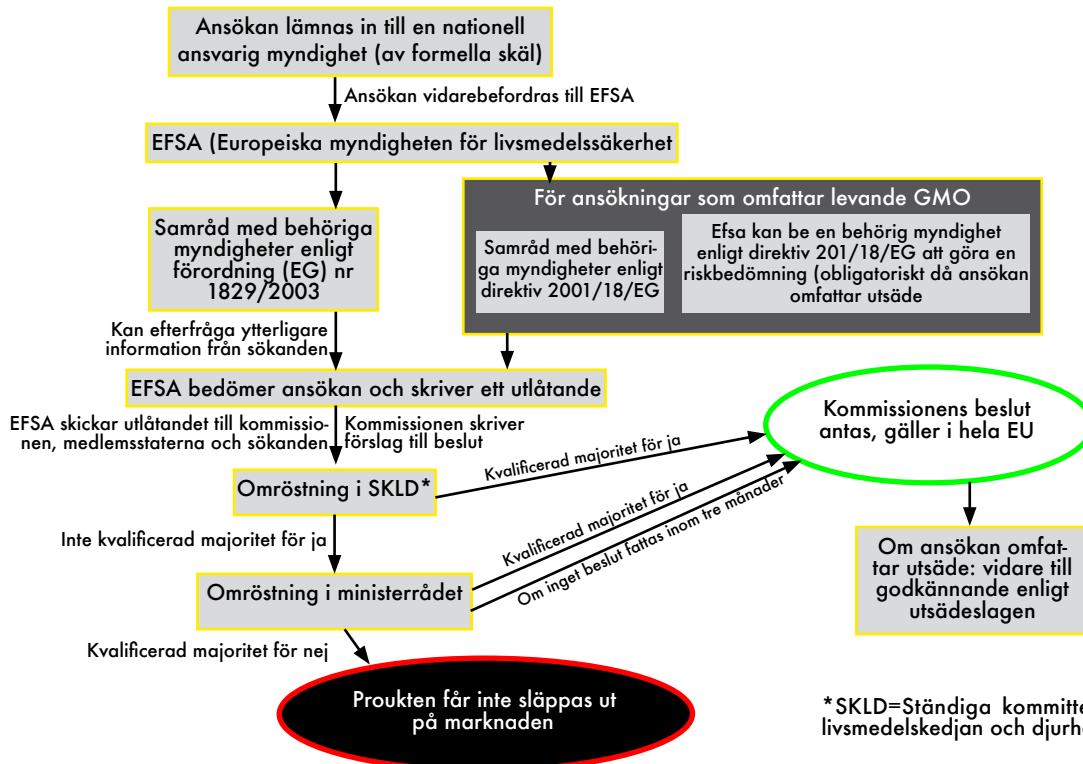 Ansökan lämnas in till en nationell
ansvarig myndighet (av formella skäl)
Ansökan vidarebefordras till EFSA
EFSA (Europeiska myndigheten för livsmedelssäkerhet
Samråd med behöriga
myndigheter enligt
förordning (EG) nr
1829/2003
För ansökningar som omfattar levande GMO
Samråd med behöri-
ga myndigheter enligt
direktiv 2001/18/EG
Efsa kan be en behörig myndighet
enligt direktiv 201/18/EG att göra en
riskbedömning (obligatoriskt då ansökan
omfattar utsäde
Kan efterfråga ytterligare
information från sökanden
EFSA bedömer ansökan och skriver ett utlåtande
EFSA skickar utlåtandet till kommissio-
nen, medlemsstaterna och sökanden
Kommissionen skriver
förslag till beslut
Kommissionens beslut
antas, gäller i hela EU
Kvalificerad majoritet för ja
Omröstning i SKLD*
Kvalificerad majoritet för ja
Om inget beslut fattas inom tre månader
Inte kvalificerad majoritet för ja
Omröstning i ministerrådet
Om ansökan omfat-
tar utsäde: vidare till
godkännande enligt
utsädeslagen
Kvalificerad majoritet för nej
Proukten får inte släppas ut
på marknaden
*SKLD=Ständiga
livsmedelskedjan och